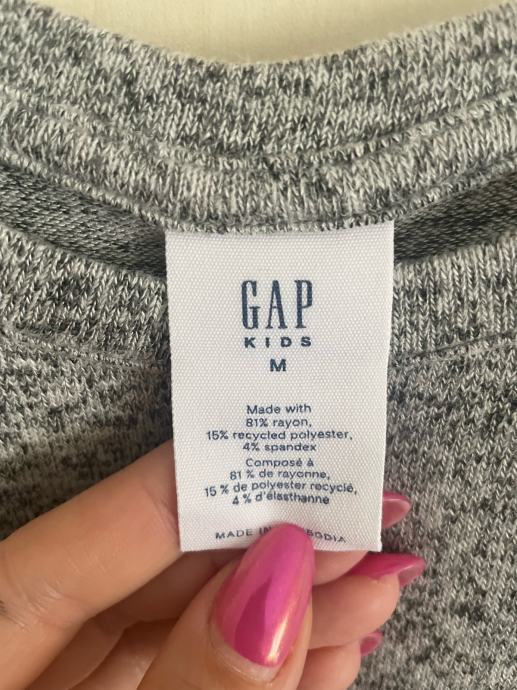 GAP
KIDS
M
Made with
81% rayon,
15% recycled polyester,
4% spandex
Composé à
81 % de rayonne,
15 % de polyester recyclé,
4 % d'élasthanne
MADE